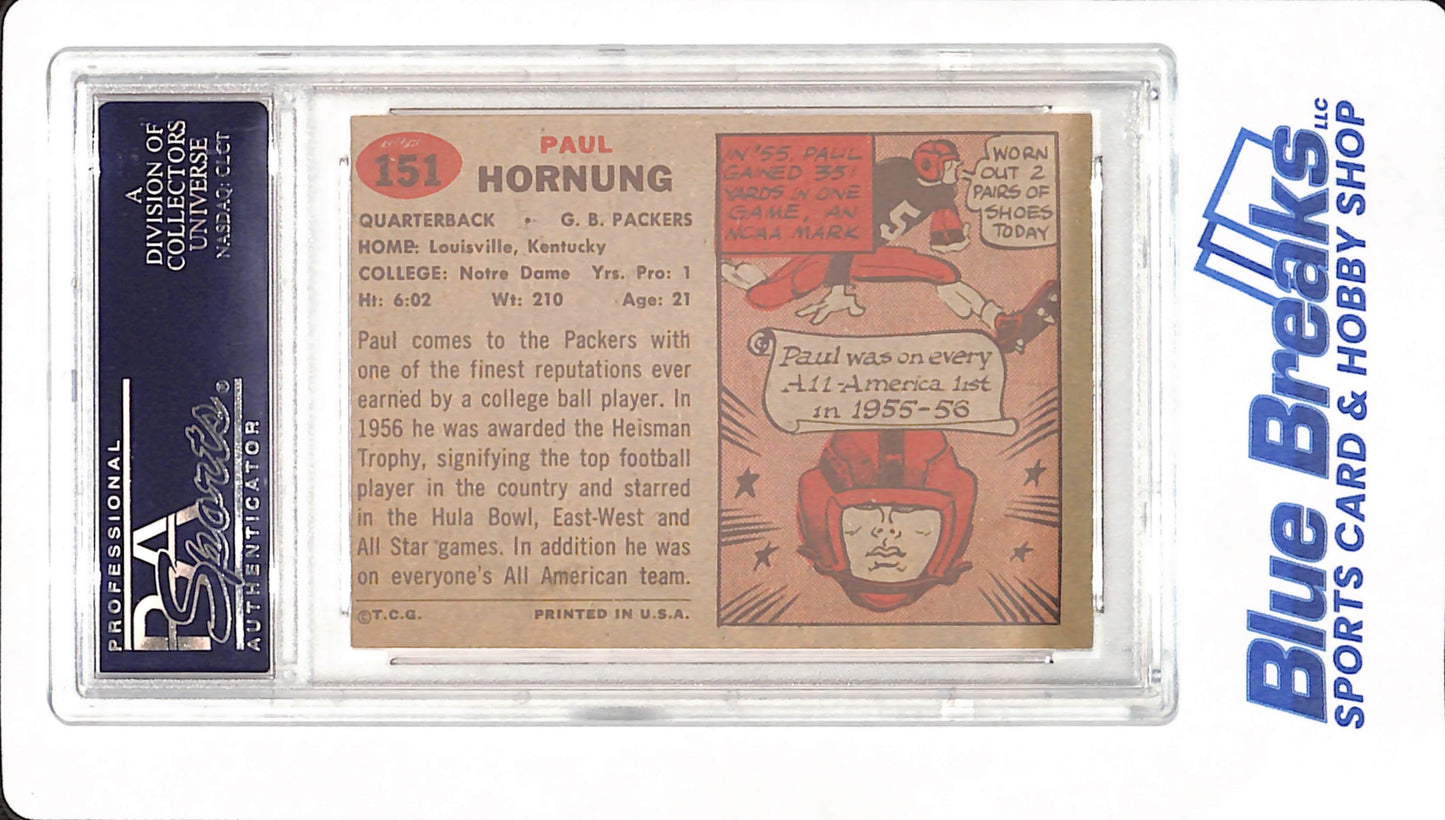 A
DIVISION OF
COLLECTORS
UNIVERSE
NASDAQ: CLCT
PROFESSIONAL
PSA
Sports®
AUTHENTICATOR
151
PAUL
HORNUNG
QUARTERBACK • G. B. PACKERS
HOME: Louisville, Kentucky
COLLEGE: Notre Dame Yrs. Pro: 1
Ht: 6:02 Wt: 210 Age: 21
Paul comes to the Packers with
one of the finest reputations ever
earned by a college ball player. In
1956 he was awarded the Heisman
Trophy, signifying the top football
player in the country and starred
in the Hula Bowl, East-West and
All Star games. In addition he was
on everyone's All American team.
©T.C.G. PRINTED IN U.S.A.
IN '55, PAUL
GAINED 351
YARDS IN ONE
GAME, AN
NCAA MARK
5
I WORN
OUT 2
PAIRS OF
SHOES
TODAY
Paul was on every
All-America list
in 1955-56
Blue Breaks LLC
SPORTS CARD & HOBBY SHOP